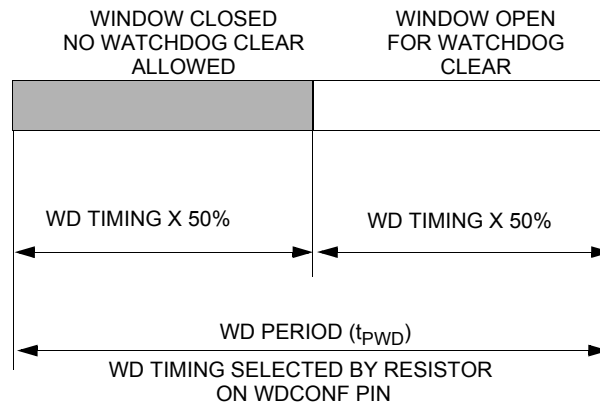 WINDOW CLOSED
NO WATCHDOG CLEAR
ALLOWED
WINDOW OPEN
FOR WATCHDOG
CLEAR
WD TIMING X 50%
WD TIMING X 50%
WD PERIOD (tPWD)
WD TIMING SELECTED BY RESISTOR
ON WDCONF PIN